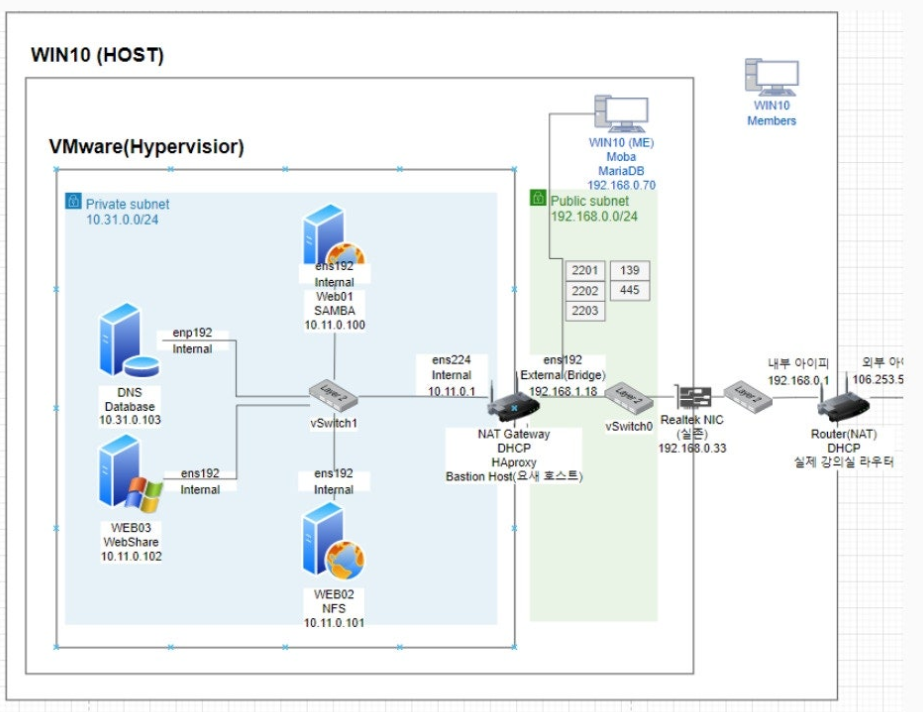 WIN10 (HOST)
WIN10
Members
VMware(Hypervisior)
WIN10 (ME)
Moba
MariaDB
192.168.0.70
Private subnet
10.31.0.0/24
Public subnet
192.168.0.0/24
ens192
Internal
Web01
SAMBA
10.11.0.100
2201
139
2202
445
2203
enp192
Internal
DNS
Database
10.31.0.103
Layer 2
vSwitch1
ens224
Internal
10.11.0.1
ens192
External(Bridge)
192.168.1.18
NAT Gateway
DHCP
HAproxy
Bastion Host(요새 호스트)
Layer 2
vSwitch0
Realtek NIC
(실존)
192.168.0.33
Layer 2
내부 아이피
192.168.0.1
외부
106.253.5
Router(NAT)
DHCP
실제 강의실 라우터
ens192
Internal
WEB03
WebShare
10.11.0.102
ens192
Internal
WEB02
NFS
10.11.0.101